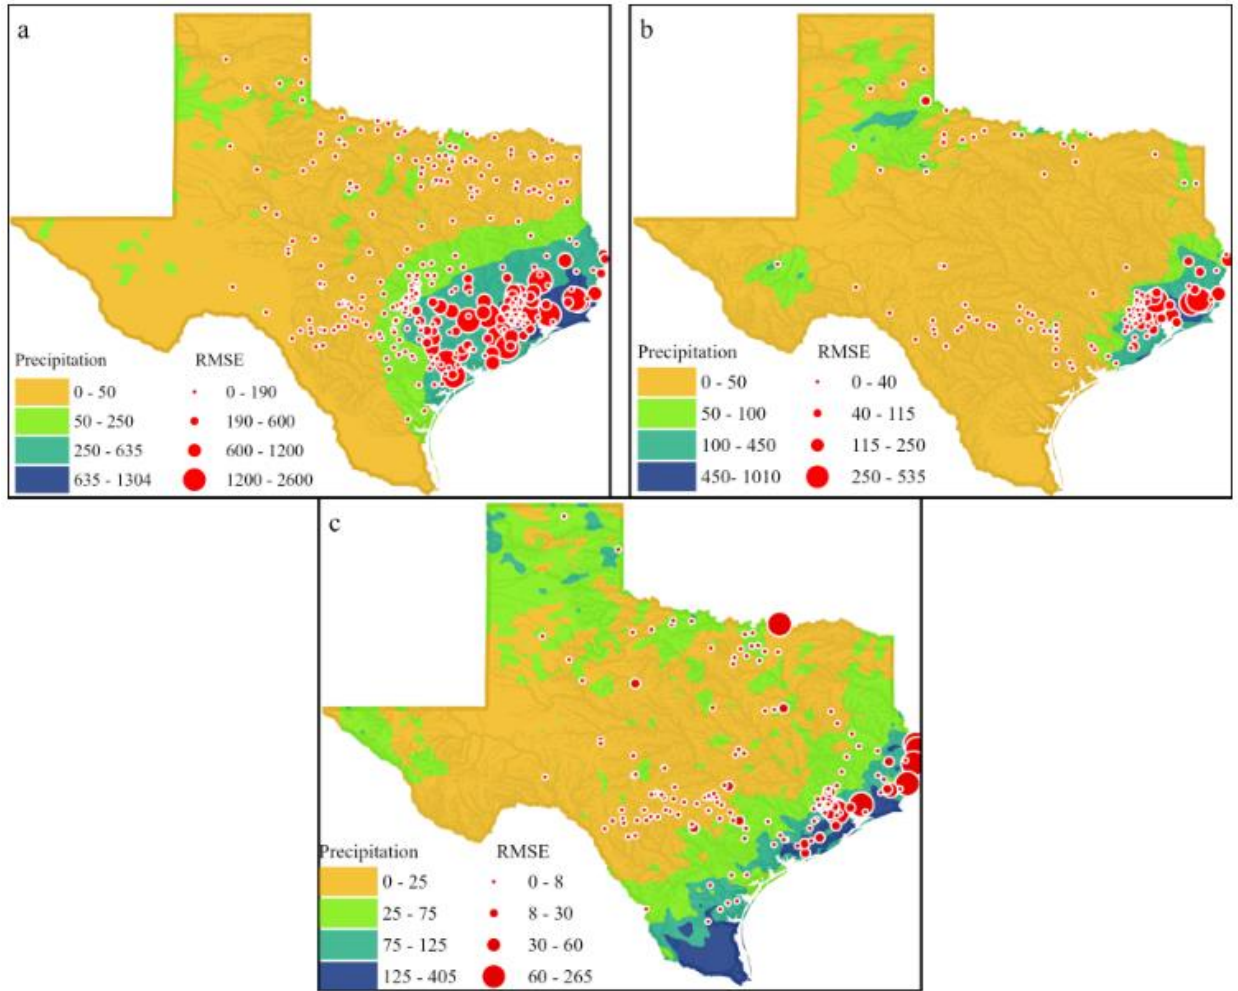 a
Precipitation RMSE
0 - 50 0 - 190
50 - 250 190 - 600
250 - 635 600 - 1200
635 - 1304 1200 - 2600
b
Precipitation RMSE
0 - 50 0 - 40
50 - 100 40 - 115
100 - 450 115 - 250
450- 1010 250 - 535
c
Precipitation RMSE
0 - 25 0 - 8
25 - 75 8 - 30
75 - 125 30 - 60
125 - 405 60 - 265